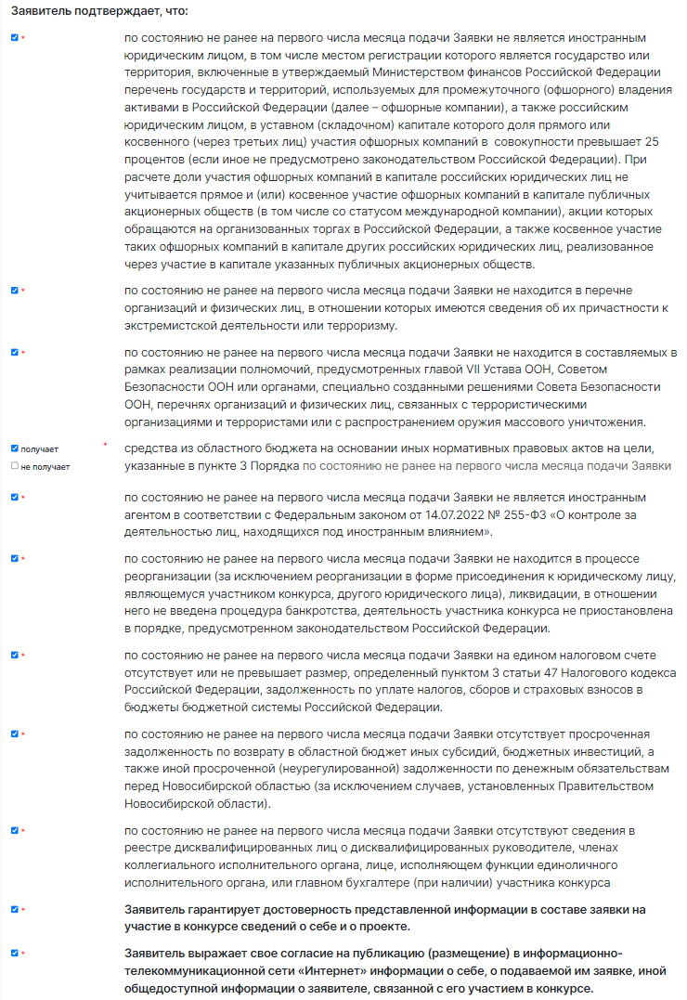 Заявитель подтверждает, что:
* по состоянию не ранее на первого числа месяца подачи Заявки не является иностранным
юридическим лицом, в том числе местом регистрации которого является государство или
территория, включенные в утверждаемый Министерством финансов Российской Федерации
перечень государств и территорий, используемых для промежуточного (офшорного) владения
активами в Российской Федерации (далее – офшорные компании), а также российским
юридическим лицом, в уставном (складочном) капитале которого доля прямого или
косвенного (через третьих лиц) участия офшорных компаний в совокупности превышает 25
процентов (если иное не предусмотрено законодательством Российской Федерации). При
расчете доли участия офшорных компаний в капитале российских юридических лиц не
учитывается прямое и (или) косвенное участие офшорных компаний в капитале публичных
акционерных обществ (в том числе со статусом международной компании), акции которых
обращаются на организованных торгах в Российской Федерации, а также косвенное участие
таких офшорных компаний в капитале других российских юридических лиц, реализованное
через участие в капитале указанных публичных акционерных обществ.
* по состоянию не ранее на первого числа месяца подачи Заявки не находится в перечне
организаций и физических лиц, в отношении которых имеются сведения об их причастности к
экстремистской деятельности или терроризму.
* по состоянию не ранее на первого числа месяца подачи Заявки не находится в составляемых в
рамках реализации полномочий, предусмотренных главой VII Устава ООН, Советом
Безопасности ООН или органами, специально созданными решениями Совета Безопасности
ООН, перечнях организаций и физических лиц, связанных с террористическими
организациями и террористами или с распространением оружия массового уничтожения.
получает * средства из областного бюджета на основании иных нормативных правовых актов на цели,
не получает указанные в пункте 3 Порядка по состоянию не ранее на первого числа месяца подачи Заявки
* по состоянию не ранее на первого числа месяца подачи Заявки не является иностранным
агентом в соответствии с Федеральным законом от 14.07.2022 № 255-ФЗ «О контроле за
деятельностью лиц, находящихся под иностранным влиянием».
* по состоянию не ранее на первого числа месяца подачи Заявки не находится в процессе
реорганизации (за исключением реорганизации в форме присоединения к юридическому лицу,
являющемуся участником конкурса, другого юридического лица), ликвидации, в отношении
него не введена процедура банкротства, деятельность участника конкурса не приостановлена
в порядке, предусмотренном законодательством Российской Федерации.
* по состоянию не ранее на первого числа месяца подачи Заявки на едином налоговом счете
отсутствует или не превышает размер, определенный пунктом 3 статьи 47 Налогового кодекса
Российской Федерации, задолженность по уплате налогов, сборов и страховых взносов в
бюджеты бюджетной системы Российской Федерации.
* по состоянию не ранее на первого числа месяца подачи Заявки отсутствует просроченная
задолженность по возврату в областной бюджет иных субсидий, бюджетных инвестиций, а
также иной просроченной (неурегулированной) задолженности по денежным обязательствам
перед Новосибирской областью (за исключением случаев, установленных Правительством
Новосибирской области).
* по состоянию не ранее на первого числа месяца подачи Заявки отсутствуют сведения в
реестре дисквалифицированных лиц о дисквалифицированных руководителе, членах
коллегиального исполнительного органа, лице, исполняющем функции единоличного
исполнительного органа, или главном бухгалтере (при наличии) участника конкурса
* Заявитель гарантирует достоверность представленной информации в составе заявки на
участие в конкурсе сведений о себе и о проекте.
* Заявитель выражает свое согласие на публикацию (размещение) в информационно-
телекоммуникационной сети «Интернет» информации о себе, о подаваемой им заявке, иной
общедоступной информации о заявителе, связанной с его участием в конкурсе.